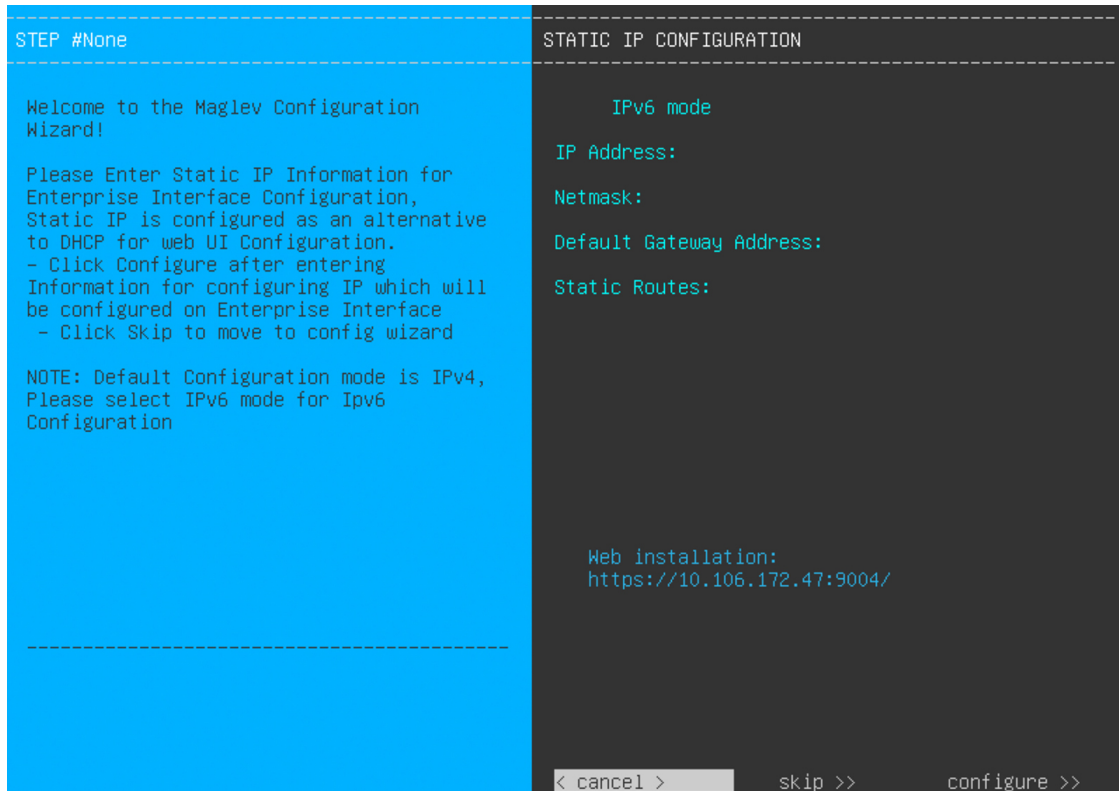 STEP #None
Welcome to the Maglev Configuration
Wizard!
Please Enter Static IP Information for
Enterprise Interface Configuration,
Static IP is configured as an alternative
to DHCP for web UI Configuration.
- Click Configure after entering
Information for configuring IP which will
be configured on Enterprise Interface
- Click Skip to move to config wizard
NOTE: Default Configuration mode is IPv4,
Please select IPv6 mode for Ipv6
Configuration
STATIC IP CONFIGURATION
IPv6 mode
IP Address:
Netmask:
Default Gateway Address:
Static Routes:
Web installation:
https://10.106.172.47:9004/
< cancel > skip >> configure >>